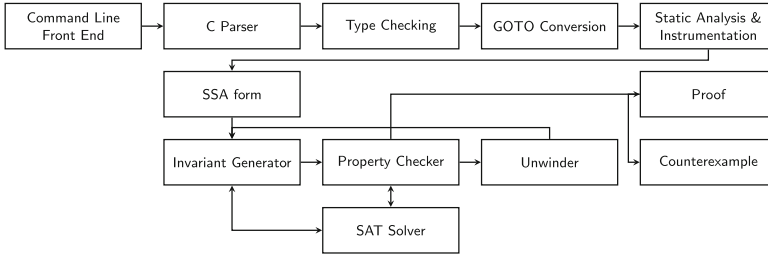 Command Line
Front End
C Parser
Type Checking
GOTO Conversion
Static Analysis &
Instrumentation
SSA form
Proof
Invariant Generator
Property Checker
Unwinder
Counterexample
SAT Solver